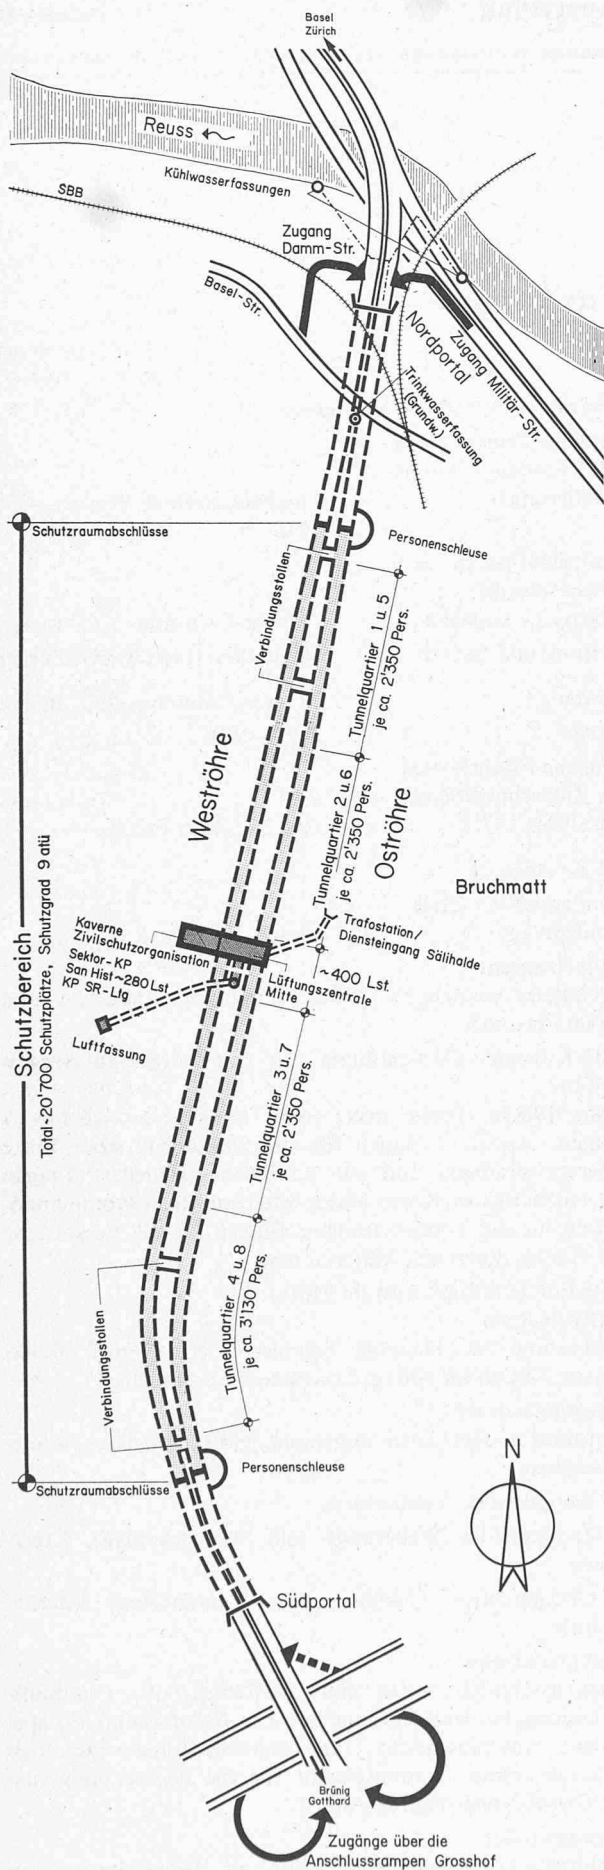 Basel
Zürich
Reuss
Kühlwasserfassungen
SBB
Zugang
Damm-Str.
Basel-Str.
Nordportal
Zugang Militär-Str.
Trinkwasserfassung
(Grundw.)
Schutzraumabschlüsse
Personenschleuse
Verbindungsstollen
Tunnelquartier 1 u. 5
je ca. 2'350 Pers.
Weströhre
Tunnelquartier 2 u. 6
je ca. 2'350 Pers.
Oströhre
Bruchmatt
Schutzbereich
Total ~20'700 Schutzplätze, Schutzgrad 9 atü
Kaverne
Zivilschutzorganisation
Sektor-KP
San Hist ~280 Lst.
KP SR-Ltg
Trafostation/
Diensteingang Sälihalde
~400 Lst.
Lüftungszentrale
Mitte
Luftfassung
Tunnelquartier 3 u. 7
je ca. 2'350 Pers.
Tunnelquartier 4 u. 8
je ca. 3'130 Pers.
Verbindungsstollen
Personenschleuse
Schutzraumabschlüsse
N
Südportal
Brünig
Gotthard
Zugänge über die
Anschlussrampen Grosshof